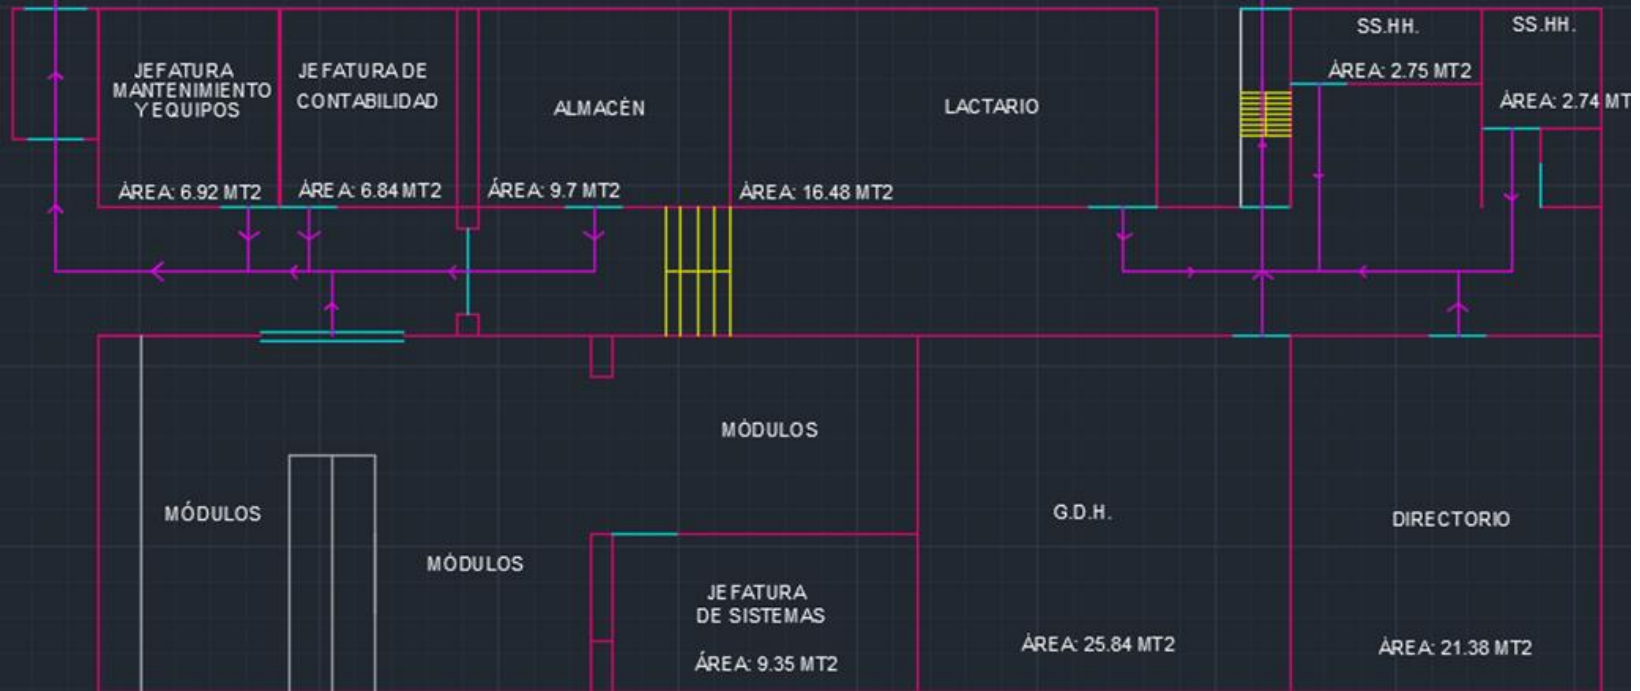 JEFATURA
MANTENIMIENTO
Y EQUIPOS
ÁREA: 6.92 MT2
JEFATURA DE
CONTABILIDAD
ÁREA: 6.84 MT2
ALMACÉN
ÁREA: 9.7 MT2
LACTARIO
ÁREA: 16.48 MT2
SS.HH.
ÁREA: 2.75 MT2
SS.HH.
ÁREA: 2.74 MT
MÓDULOS
MÓDULOS
MÓDULOS
JEFATURA
DE SISTEMAS
ÁREA: 9.35 MT2
G.D.H.
ÁREA: 25.84 MT2
DIRECTORIO
ÁREA: 21.38 MT2